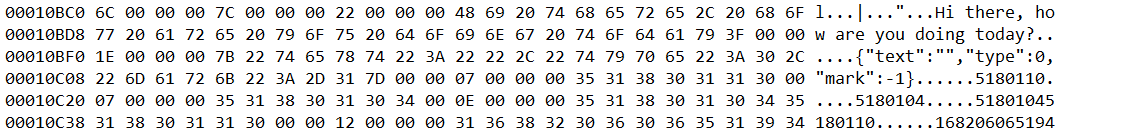 00010BC0 6C 00 00 00 7C 00 00 00 22 00 00 00 48 69 20 74 68 65 72 65 2C 20 68 6F l...|..."...Hi there, ho
00010BD8 77 20 61 72 65 20 79 6F 75 20 64 6F 69 6E 67 20 74 6F 64 61 79 3F 00 00 w are you doing today?..
00010BF0 1E 00 00 00 7B 22 74 65 78 74 22 3A 22 22 2C 22 74 79 70 65 22 3A 30 2C ....{"text":"","type":0,
00010C08 22 6D 61 72 6B 22 3A 2D 31 7D 00 00 07 00 00 00 35 31 38 30 31 31 30 00 "mark":-1}......5180110.
00010C20 07 00 00 00 35 31 38 30 31 30 34 00 0E 00 00 00 35 31 38 30 31 30 34 35 ....5180104.....51801045
00010C38 31 38 30 31 31 30 00 00 12 00 00 00 31 36 38 32 30 36 30 36 35 31 39 34 180110......168206065194